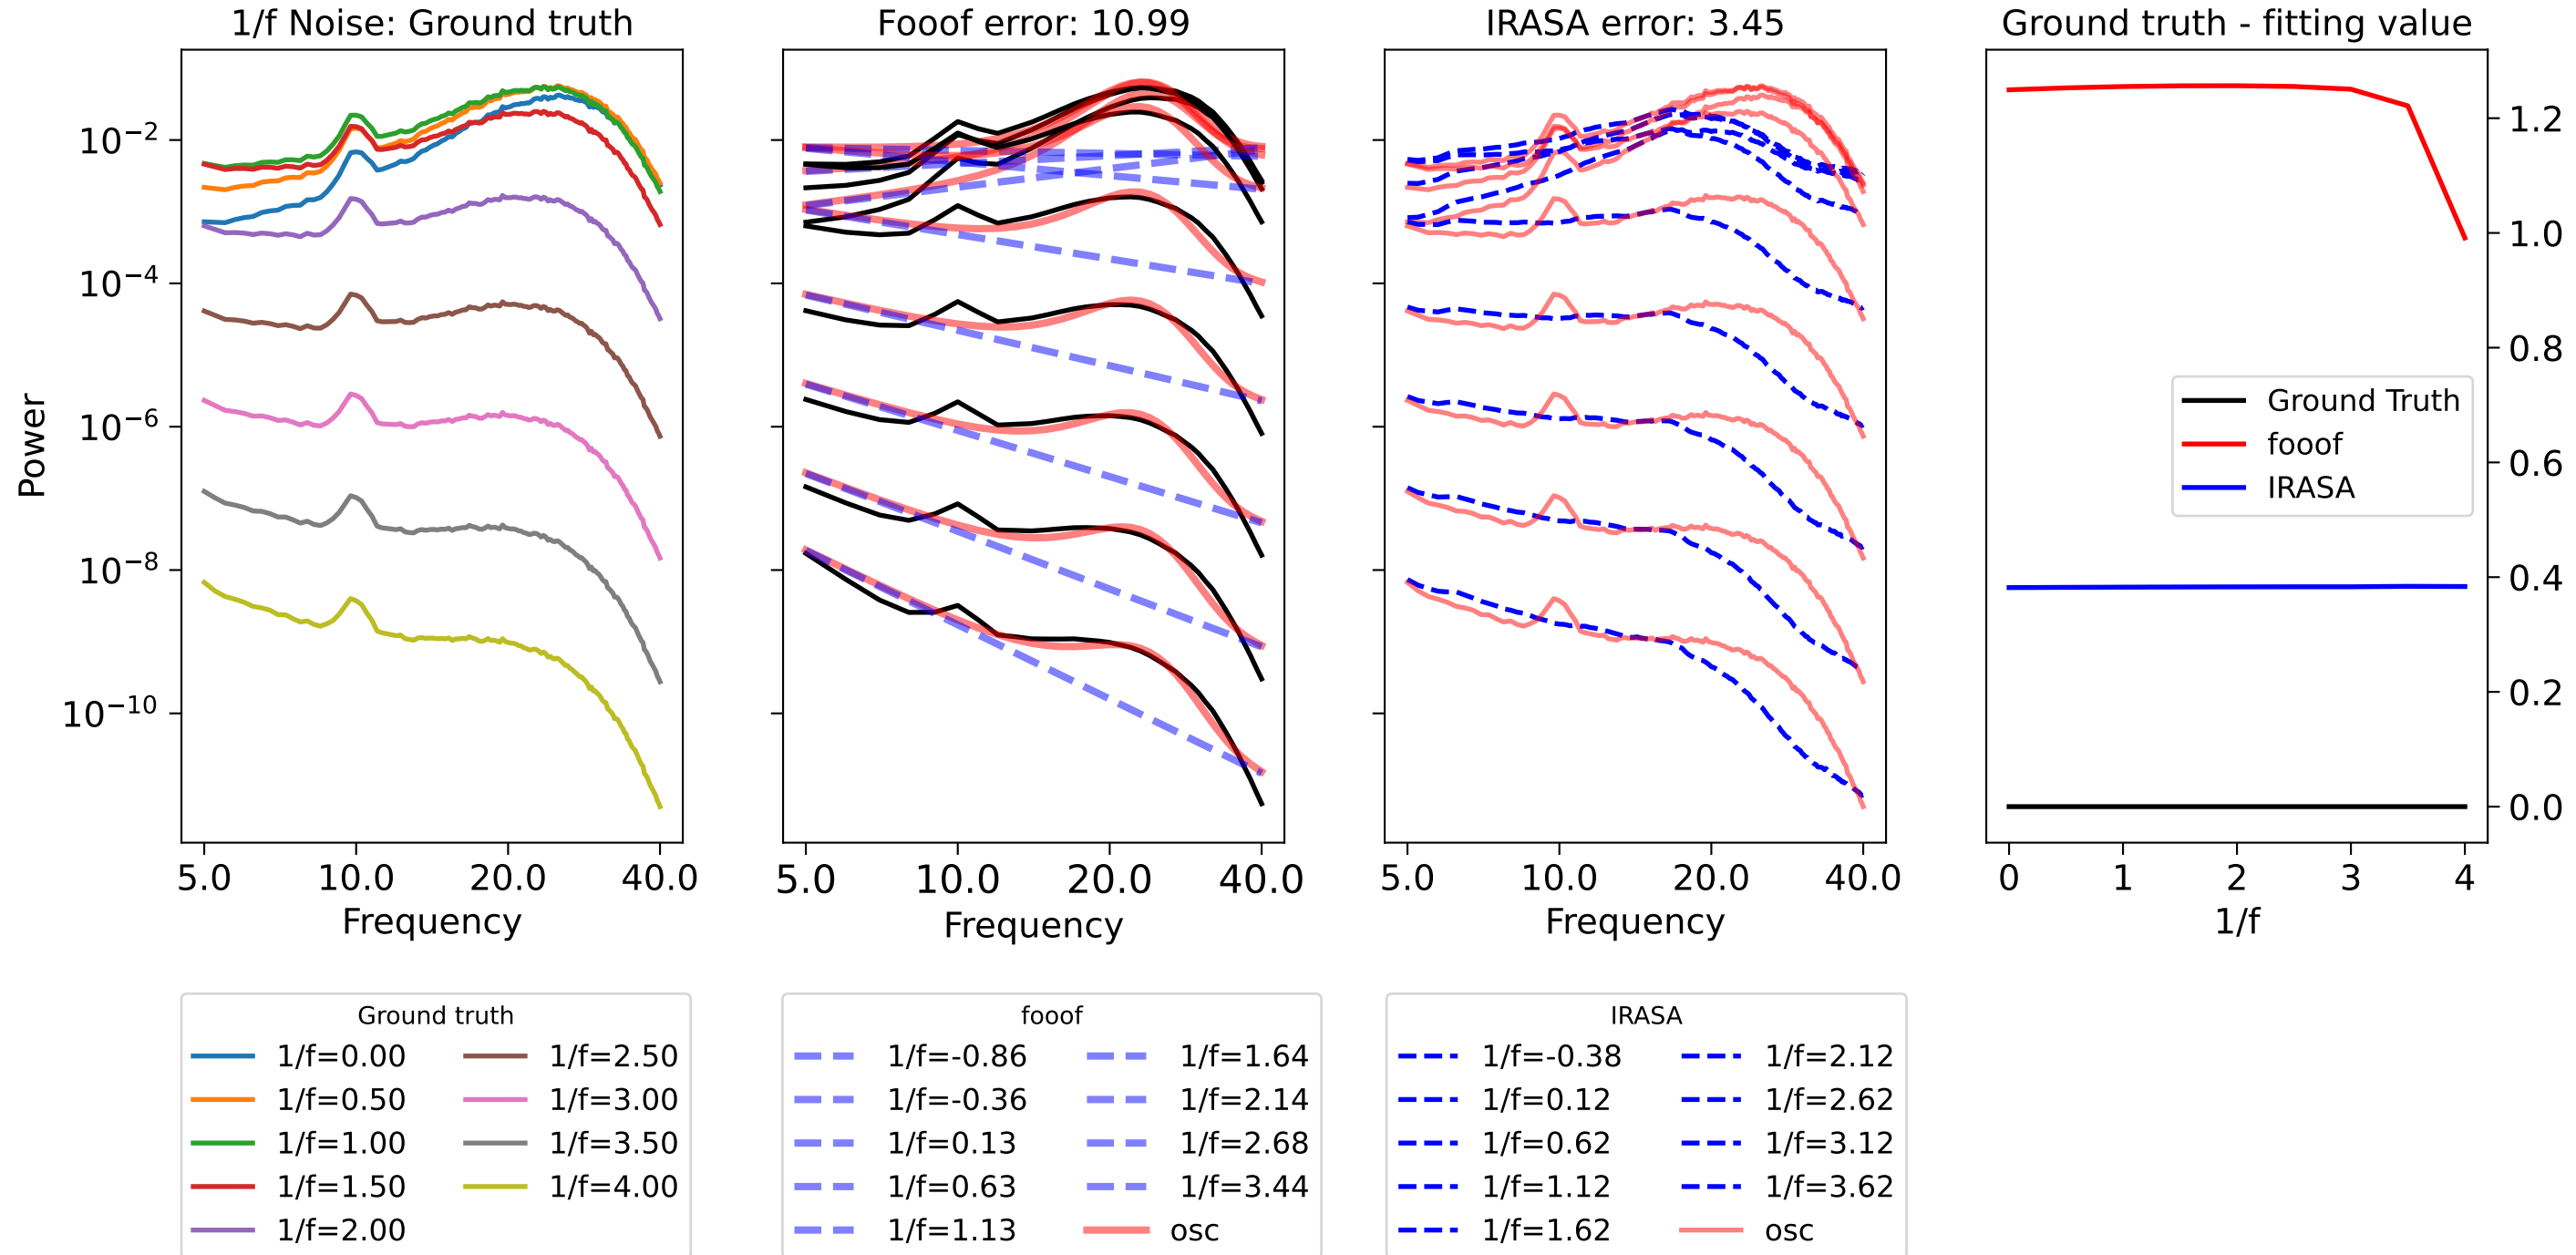 1/f Noise: Ground truth
Fooof error: 10.99
IRASA error: 3.45
Ground truth - fitting value
Power
10⁻²
10⁻⁴
10⁻⁶
10⁻⁸
10⁻¹⁰
5.0 10.0 20.0 40.0
Frequency
5.0 10.0 20.0 40.0
Frequency
5.0 10.0 20.0 40.0
Frequency
1.2
1.0
0.8
0.6
0.4
0.2
0.0
Ground Truth
fooof
IRASA
0 1 2 3 4
1/f
Ground truth
1/f=0.00
1/f=0.50
1/f=1.00
1/f=1.50
1/f=2.00
1/f=2.50
1/f=3.00
1/f=3.50
1/f=4.00
fooof
1/f=-0.86
1/f=-0.36
1/f=0.13
1/f=0.63
1/f=1.13
1/f=1.64
1/f=2.14
1/f=2.68
1/f=3.44
osc
IRASA
1/f=-0.38
1/f=0.12
1/f=0.62
1/f=1.12
1/f=1.62
1/f=2.12
1/f=2.62
1/f=3.12
1/f=3.62
osc